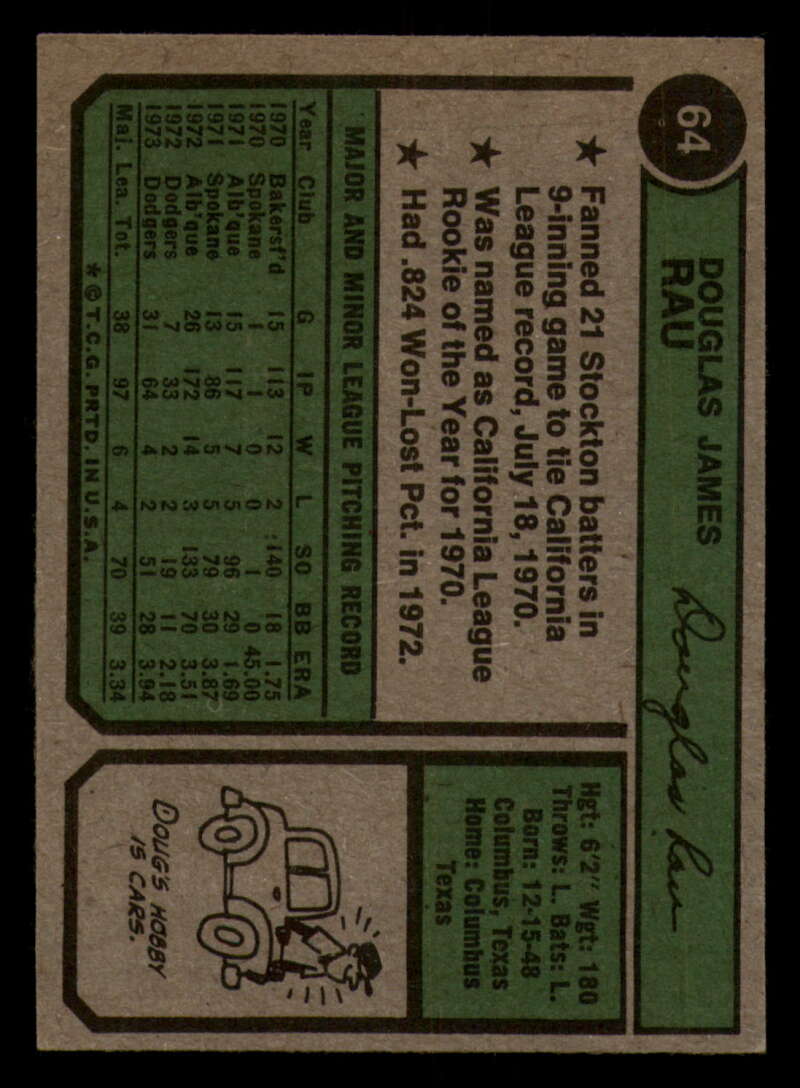 64
DOUGLAS JAMES
RAU
Douglas Rau
★ Fanned 21 Stockton batters in
9-inning game to tie California
League record, July 18, 1970.
★ Was named as California League
Rookie of the Year for 1970.
★ Had .824 Won-Lost Pct. in 1972.
MAJOR AND MINOR LEAGUE PITCHING RECORD
Year Club G IP W L SO BB ERA
1970 Bakersf'd 15 113 12 2 140 18 1.75
1970 Spokane 1 1 0 0 1 0 45.00
1971 Alb'que 15 117 7 5 96 29 1.69
1971 Spokane 13 86 5 5 79 30 3.87
1972 Alb'que 26 172 14 3 133 70 3.51
1972 Dodgers 7 33 2 2 19 11 2.18
1973 Dodgers 31 64 4 2 51 28 3.94
Maj. Lea. Tot. 38 97 6 4 70 39 3.34
* © T.C.G. PRTD. IN U.S.A.
Hgt: 6'2" Wgt: 180
Throws: L. Bats: L.
Born: 12-15-48
Columbus, Texas
Home: Columbus
Texas
DOUG'S HOBBY
IS CARS.